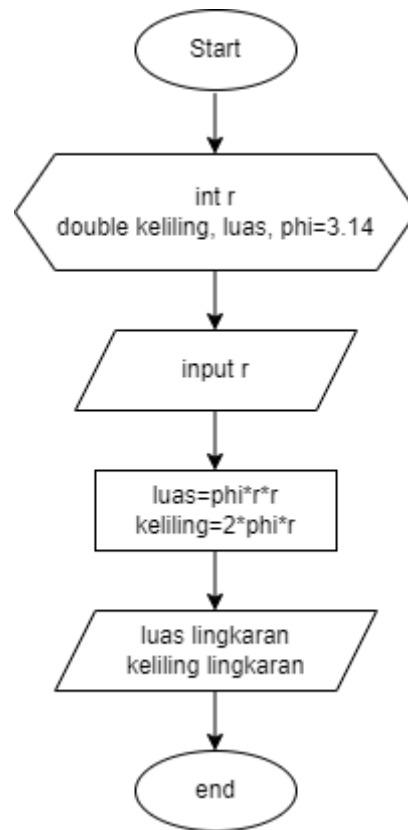 Start
int r
double keliling, luas, phi=3.14
input r
luas=phi*r*r
keliling=2*phi*r
luas lingkaran
keliling lingkaran
end